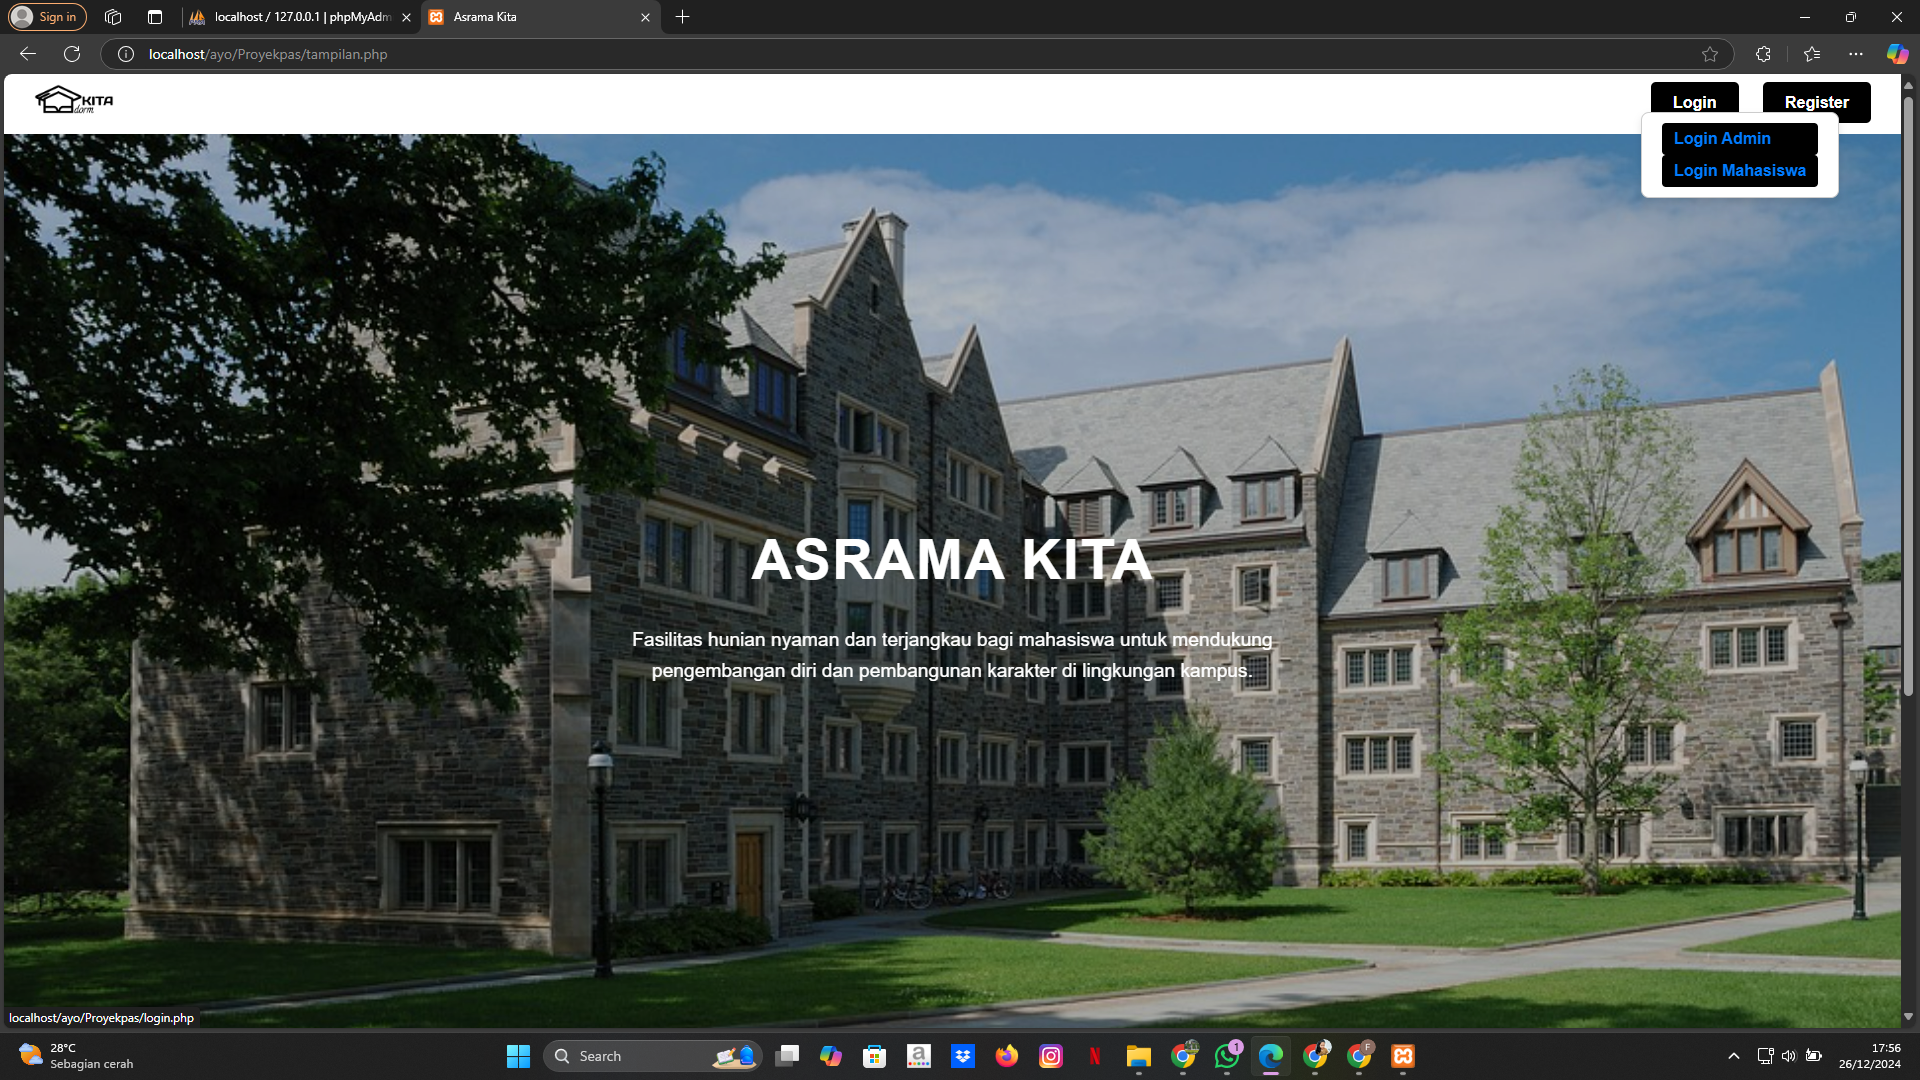 Sign in
localhost / 127.0.0.1 | phpMyAdm
Asrama Kita
localhost/ayo/Proyekpas/tampilan.php
KITA
dorm
Login
Register
Login Admin
Login Mahasiswa
ASRAMA KITA
Fasilitas hunian nyaman dan terjangkau bagi mahasiswa untuk mendukung
pengembangan diri dan pembangunan karakter di lingkungan kampus.
localhost/ayo/Proyekpas/login.php
28°C
Sebagian cerah
Search
a
N
1
F
17:56
26/12/2024